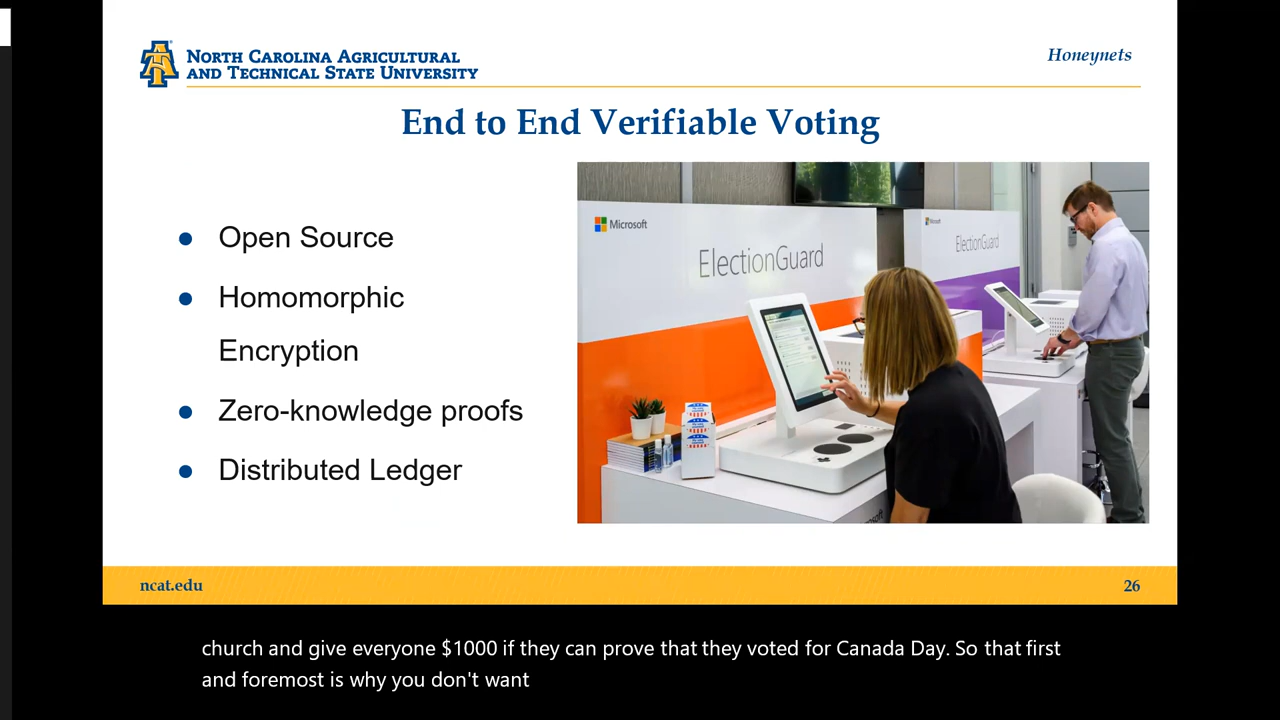 NORTH CAROLINA AGRICULTURAL
AND TECHNICAL STATE UNIVERSITY
Honeynets
End to End Verifiable Voting
● Open Source
● Homomorphic
Encryption
● Zero-knowledge proofs
● Distributed Ledger
Microsoft
ElectionGuard
Microsoft
ElectionGuard
ncat.edu
26
church and give everyone $1000 if they can prove that they voted for Canada Day. So that first
and foremost is why you don't want